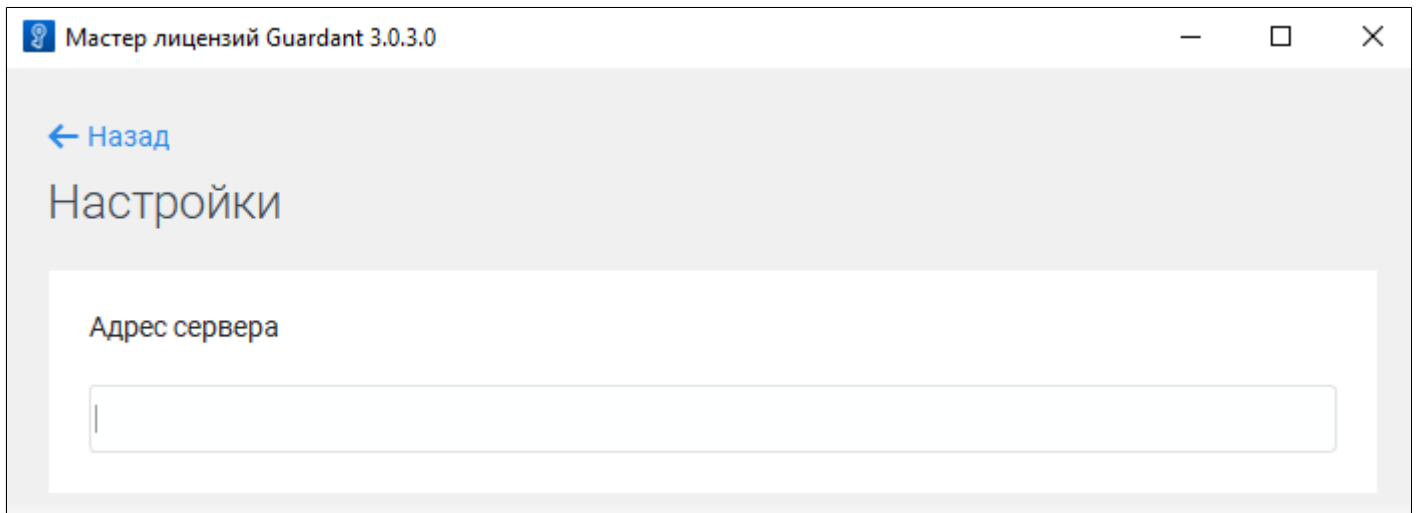 Мастер лицензий Guardant 3.0.3.0
Назад
Настройки
Адрес сервера